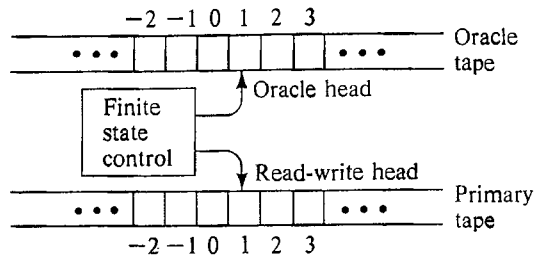 −2 −1 0 1 2 3
• • • • • • Oracle
tape
Oracle head
Finite
state
control
Read-write head
• • • • • • Primary
tape
−2 −1 0 1 2 3